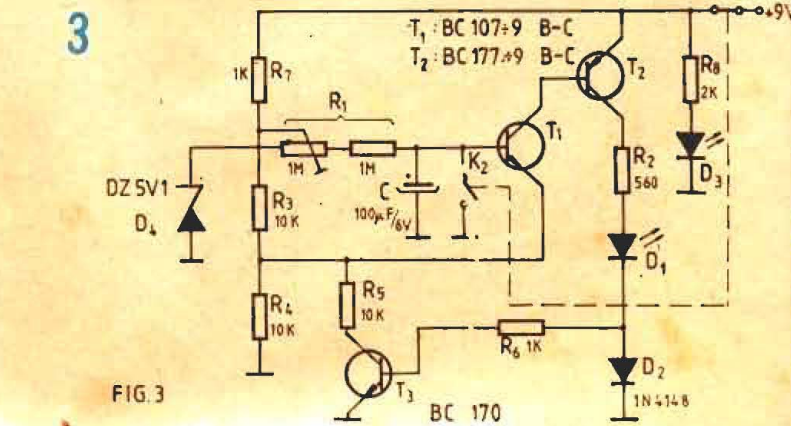 3
T₁ : BC 107÷9 B-C
T₂ : BC 177÷9 B-C
+9V
1K R₇
R₁
1M
1M
T₂
R₈
2K
T₁
K₂
DZ 5V1
D₄
R₃
10K
C
100µF/6V
R₂
560
D₃
D₁
R₄
10K
R₅
10K
R₆ 1K
D₂
1N4148
T₃
FIG.3
BC 170